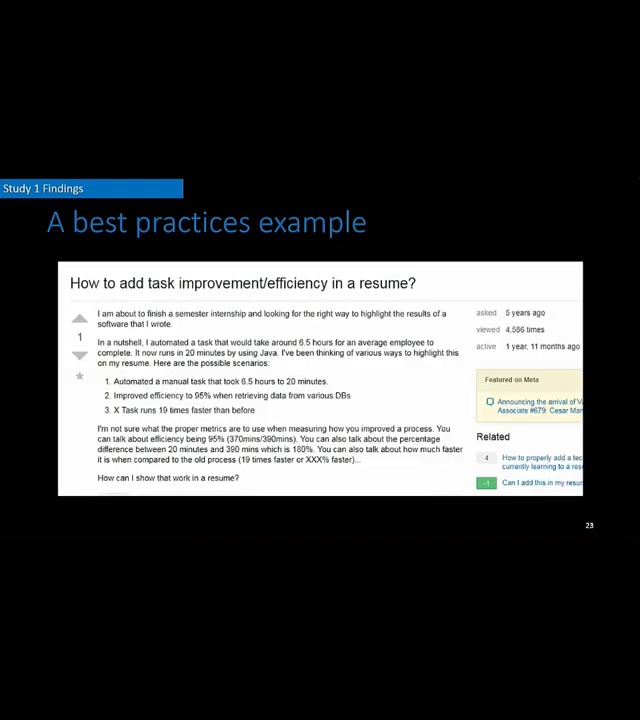 Study 1 Findings
A best practices example
How to add task improvement/efficiency in a resume?
I am about to finish a semester internship and looking for the right way to highlight the results of a
software that I wrote.
1
In a nutshell, I automated a task that would take around 6.5 hours for an average employee to
complete. It now runs in 20 minutes by using Java. I've been thinking of various ways to highlight this
on my resume. Here are the possible scenarios:
1. Automated a manual task that took 6.5 hours to 20 minutes.
2. Improved efficiency to 95% when retrieving data from various DBs
3. X Task runs 19 times faster than before
I'm not sure what the proper metrics are to use when measuring how you improved a process. You
can talk about efficiency being 95% (370mins/390mins). You can also talk about the percentage
difference between 20 minutes and 390 mins which is 180%. You can also talk about how much faster
it is when compared to the old process (19 times faster or XXX% faster)...
How can I show that work in a resume?
asked 5 years ago
viewed 4,586 times
active 1 year, 11 months ago
Featured on Meta
Announcing the arrival of
Associate #679: Cesar
Related
4 How to properly add a
currently learning to a
-1 Can I add this in my
23